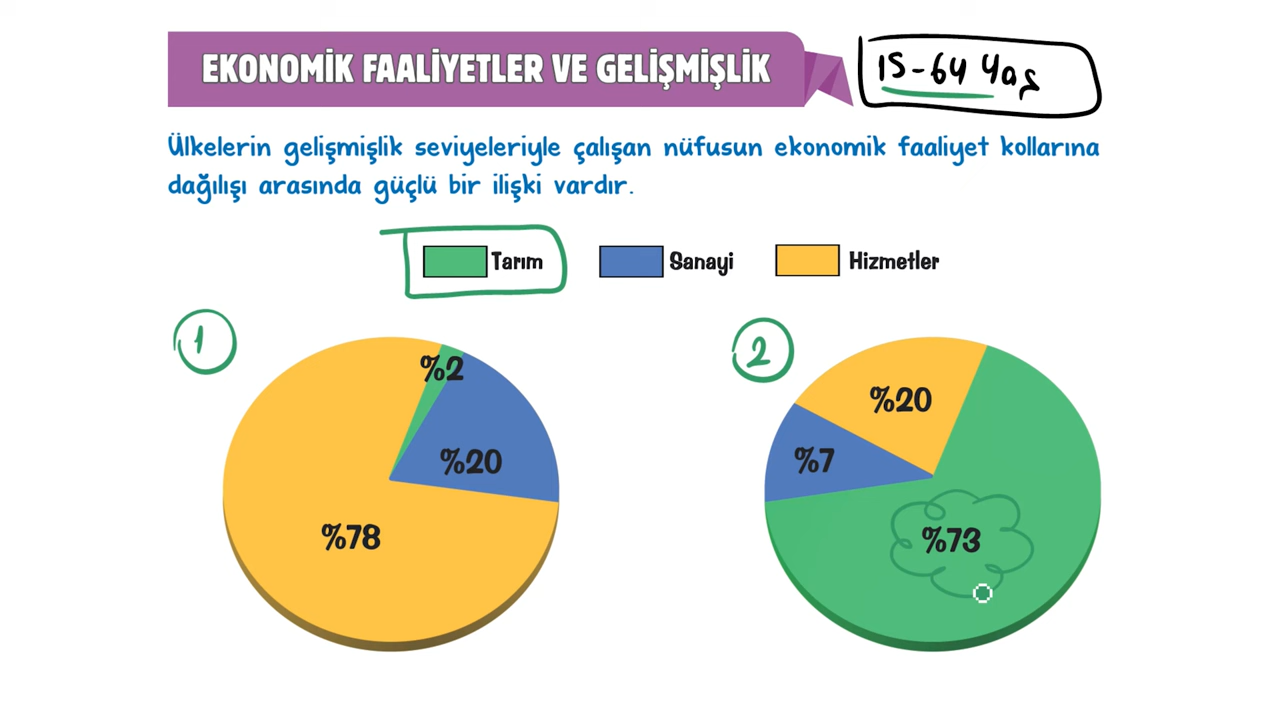 EKONOMİK FAALİYETLER VE GELİŞMİŞLİK
15-64 Yaş
Ülkelerin gelişmişlik seviyeleriyle çalışan nüfusun ekonomik faaliyet kollarına
dağılışı arasında güçlü bir ilişki vardır.
Tarım Sanayi Hizmetler
1
%2
%20
%78
2
%20
%7
%73